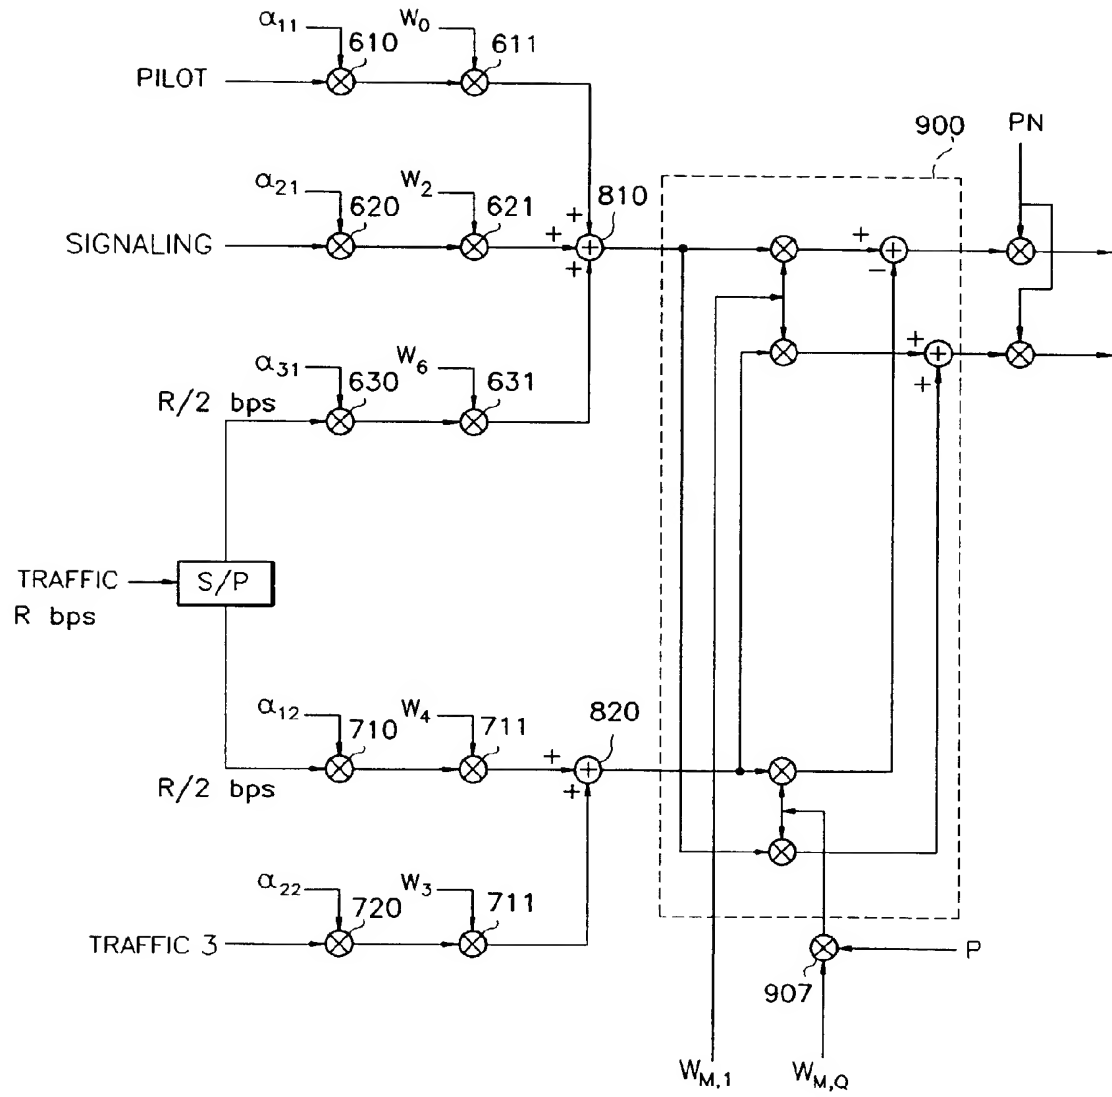 α11 W0
610 611
PILOT
900 PN
α21 W2
620 621 810
SIGNALING
+ + + + −
α31 W6
630 631
R/2 bps
+ +
TRAFFIC S/P
R bps
α12 W4 820
710 711
R/2 bps
+ +
α22 W3
720 711
TRAFFIC 3
P
907
WM,1 WM,Q